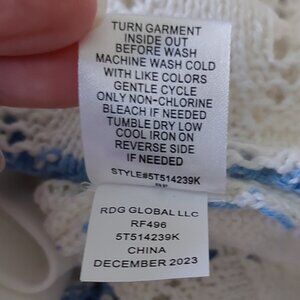 TURN GARMENT
INSIDE OUT
BEFORE WASH
MACHINE WASH COLD
WITH LIKE COLORS
GENTLE CYCLE
ONLY NON-CHLORINE
BLEACH IF NEEDED
TUMBLE DRY LOW
COOL IRON ON
REVERSE SIDE
IF NEEDED
STYLE#5T514239K
RDG GLOBAL LLC
RF496
5T514239K
CHINA
DECEMBER 2023